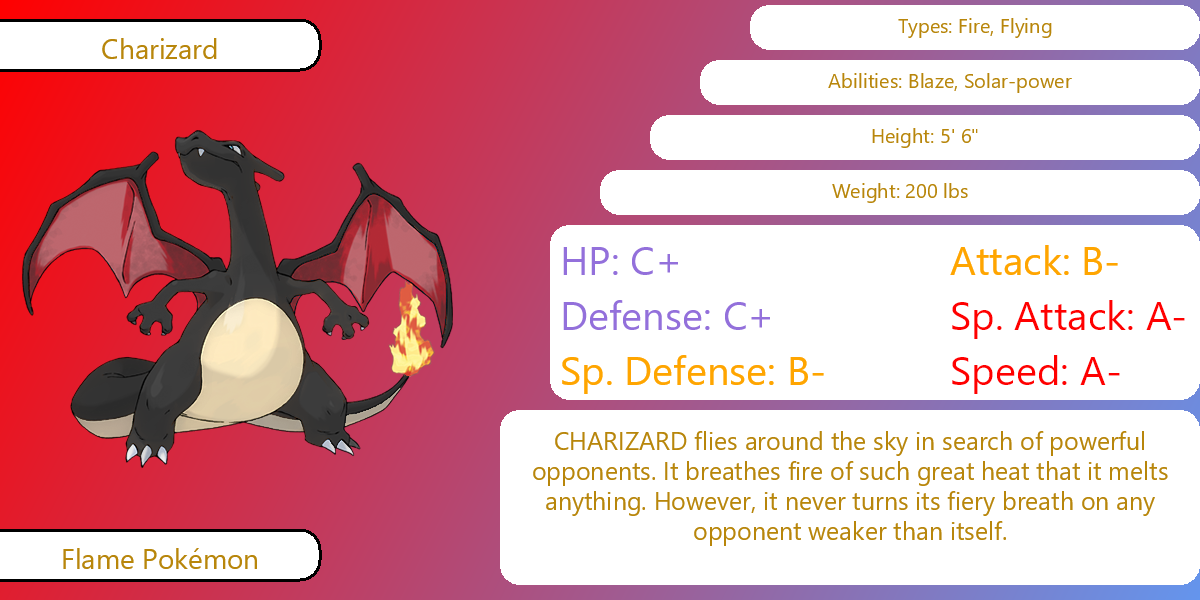 Charizard
Types: Fire, Flying
Abilities: Blaze, Solar-power
Height: 5' 6"
Weight: 200 lbs
HP: C+
Attack: B-
Defense: C+
Sp. Attack: A-
Sp. Defense: B-
Speed: A-
CHARIZARD flies around the sky in search of powerful
opponents. It breathes fire of such great heat that it melts
anything. However, it never turns its fiery breath on any
opponent weaker than itself.
Flame Pokémon